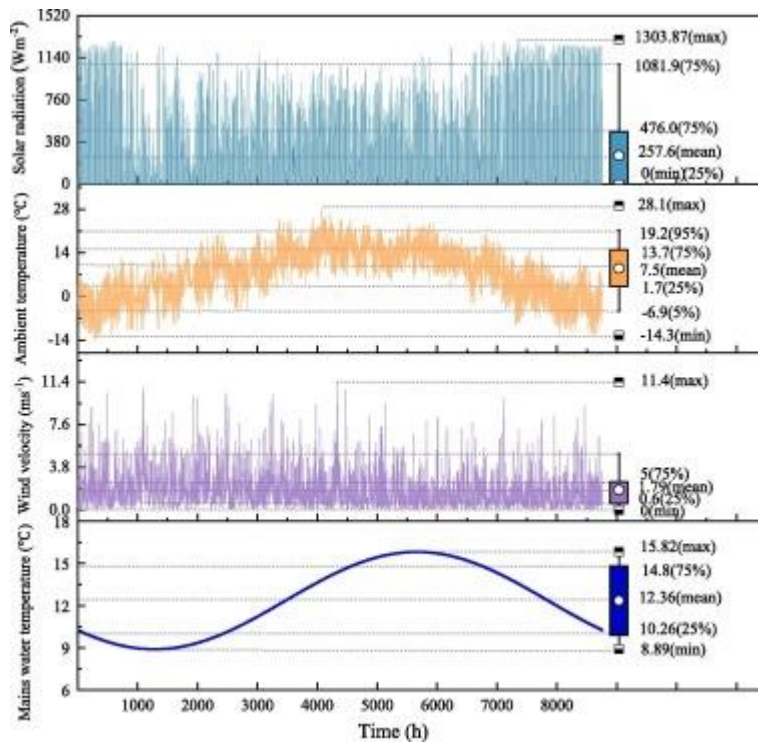 Solar radiation (Wm⁻²)
1520
1140
760
380
0
1303.87(max)
1081.9(75%)
476.0(75%)
257.6(mean)
0(min)(25%)
Ambient temperature (℃)
28
14
0
-14
28.1(max)
19.2(95%)
13.7(75%)
7.5(mean)
1.7(25%)
-6.9(5%)
-14.3(min)
Wind velocity (ms⁻¹)
11.4
7.6
3.8
0.0
11.4(max)
5(75%)
1.79(mean)
0.6(25%)
0(min)
Mains water temperature (℃)
18
15
12
9
6
15.82(max)
14.8(75%)
12.36(mean)
10.26(25%)
8.89(min)
1000 2000 3000 4000 5000 6000 7000 8000
Time (h)